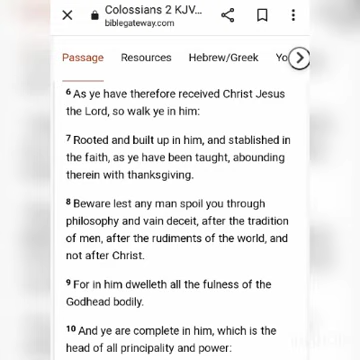 Colossians 2 KJV...
biblegateway.com
Passage Resources Hebrew/Greek Yo
6 As ye have therefore received Christ Jesus
the Lord, so walk ye in him:
7 Rooted and built up in him, and stablished in
the faith, as ye have been taught, abounding
therein with thanksgiving.
8 Beware lest any man spoil you through
philosophy and vain deceit, after the tradition
of men, after the rudiments of the world, and
not after Christ.
9 For in him dwelleth all the fulness of the
Godhead bodily.
10 And ye are complete in him, which is the
head of all principality and power: